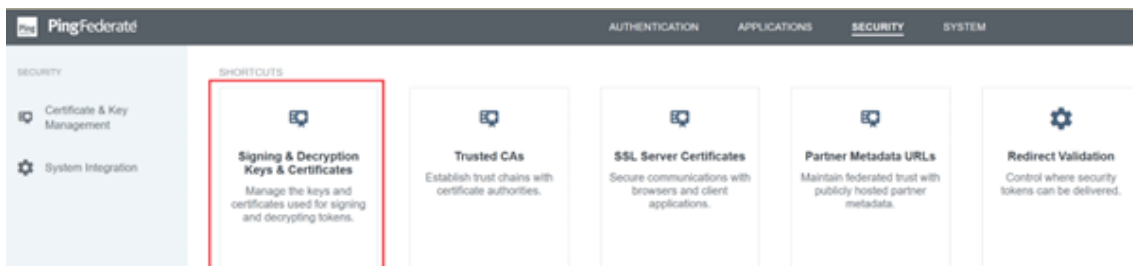 Ping PingFederate AUTHENTICATION APPLICATIONS SECURITY SYSTEM
SECURITY
Certificate & Key
Management
System Integration
SHORTCUTS
Signing & Decryption
Keys & Certificates
Manage the keys and
certificates used for signing
and decrypting tokens.
Trusted CAs
Establish trust chains with
certificate authorities.
SSL Server Certificates
Secure communications with
browsers and client
applications.
Partner Metadata URLs
Maintain federated trust with
publicly hosted partner
metadata.
Redirect Validation
Control where security
tokens can be delivered.